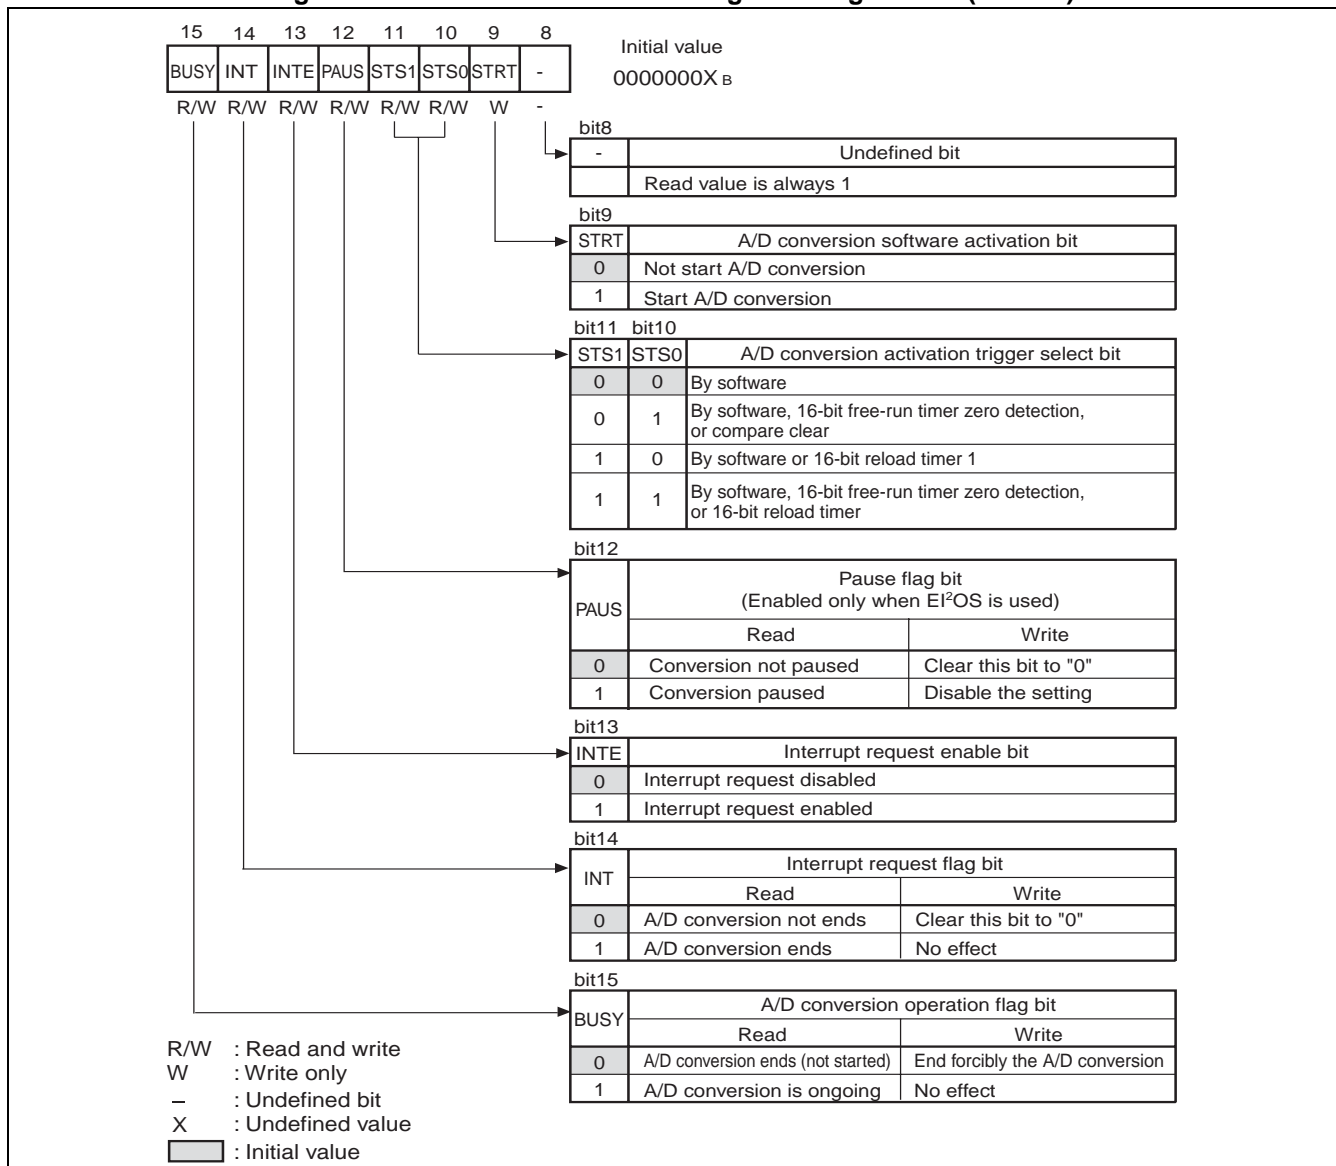 15 14 13 12 11 10 9 8
Initial value
BUSY INT INTE PAUS STS1 STS0 STRT -
0000000X B
R/W R/W R/W R/W R/W R/W W -
bit8
- Undefined bit
Read value is always 1
bit9
STRT A/D conversion software activation bit
0 Not start A/D conversion
1 Start A/D conversion
bit11 bit10
STS1 STS0 A/D conversion activation trigger select bit
0 0 By software
0 1 By software, 16-bit free-run timer zero detection,
or compare clear
1 0 By software or 16-bit reload timer 1
1 1 By software, 16-bit free-run timer zero detection,
or 16-bit reload timer
bit12
PAUS Pause flag bit
(Enabled only when EI²OS is used)
Read Write
0 Conversion not paused Clear this bit to "0"
1 Conversion paused Disable the setting
bit13
INTE Interrupt request enable bit
0 Interrupt request disabled
1 Interrupt request enabled
bit14
INT Interrupt request flag bit
Read Write
0 A/D conversion not ends Clear this bit to "0"
1 A/D conversion ends No effect
bit15
BUSY A/D conversion operation flag bit
Read Write
0 A/D conversion ends (not started) End forcibly the A/D conversion
1 A/D conversion is ongoing No effect
R/W : Read and write
W : Write only
– : Undefined bit
X : Undefined value
: Initial value